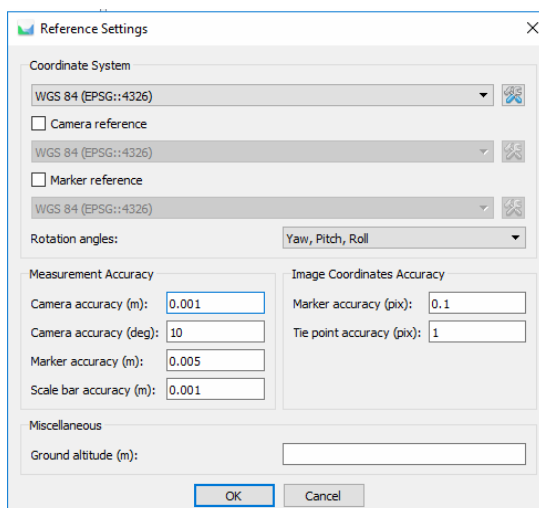 Reference Settings
Coordinate System
WGS 84 (EPSG::4326)
Camera reference
WGS 84 (EPSG::4326)
Marker reference
WGS 84 (EPSG::4326)
Rotation angles: Yaw, Pitch, Roll
Measurement Accuracy
Camera accuracy (m): 0.001
Camera accuracy (deg): 10
Marker accuracy (m): 0.005
Scale bar accuracy (m): 0.001
Image Coordinates Accuracy
Marker accuracy (pix): 0.1
Tie point accuracy (pix): 1
Miscellaneous
Ground altitude (m):
OK Cancel